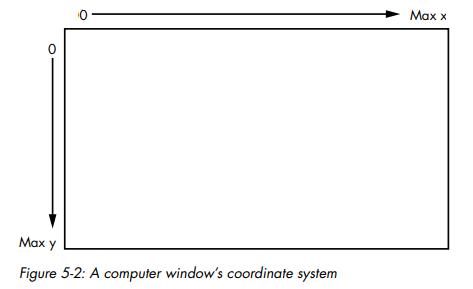 0 Max x
0
Max y
Figure 5-2: A computer window's coordinate system